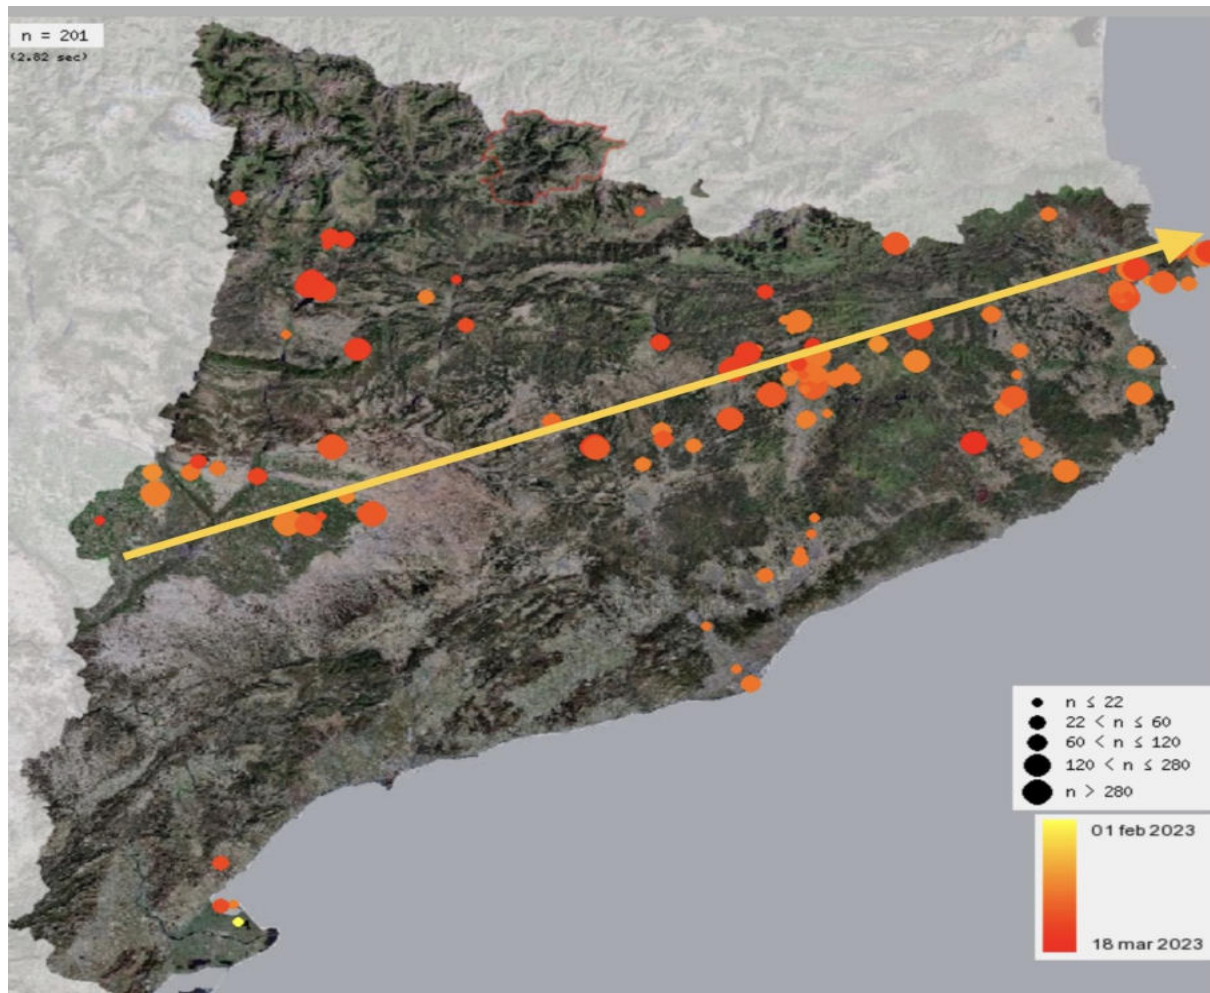 n = 201
(2.82 sec)
n ≤ 22
22 < n ≤ 60
60 < n ≤ 120
120 < n ≤ 280
n > 280
01 feb 2023
18 mar 2023